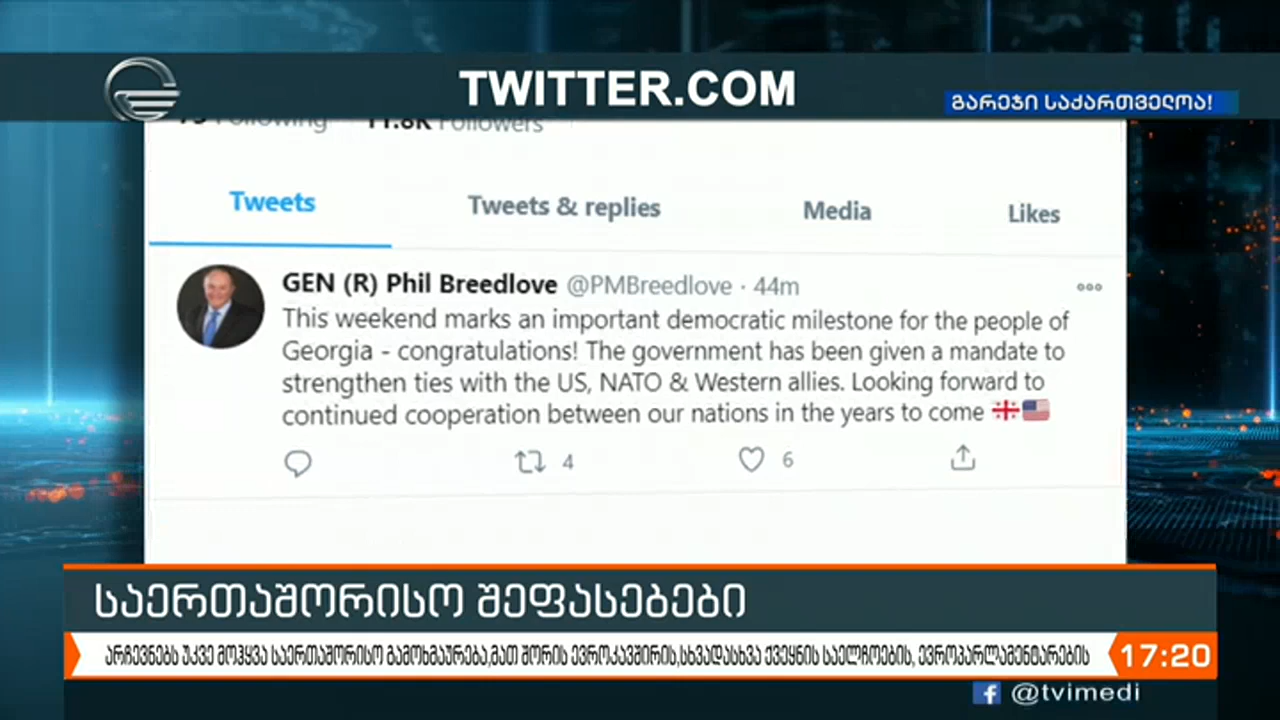 TWITTER.COM
გარეჯი საქართველოა!
75 Following 11.8K Followers
Tweets Tweets & replies Media Likes
GEN (R) Phil Breedlove @PMBreedlove · 44m
This weekend marks an important democratic milestone for the people of
Georgia - congratulations! The government has been given a mandate to
strengthen ties with the US, NATO & Western allies. Looking forward to
continued cooperation between our nations in the years to come
4 6
საერთაშორისო შეფასებები
არჩევნებს უკვე მოჰყვა საერთაშორისო გამოხმაურება,მათ შორის ევროკავშირის,სხვადასხვა ქვეყნის საელჩოების, ევროპარლამენტარების
17:20
@tvimedi